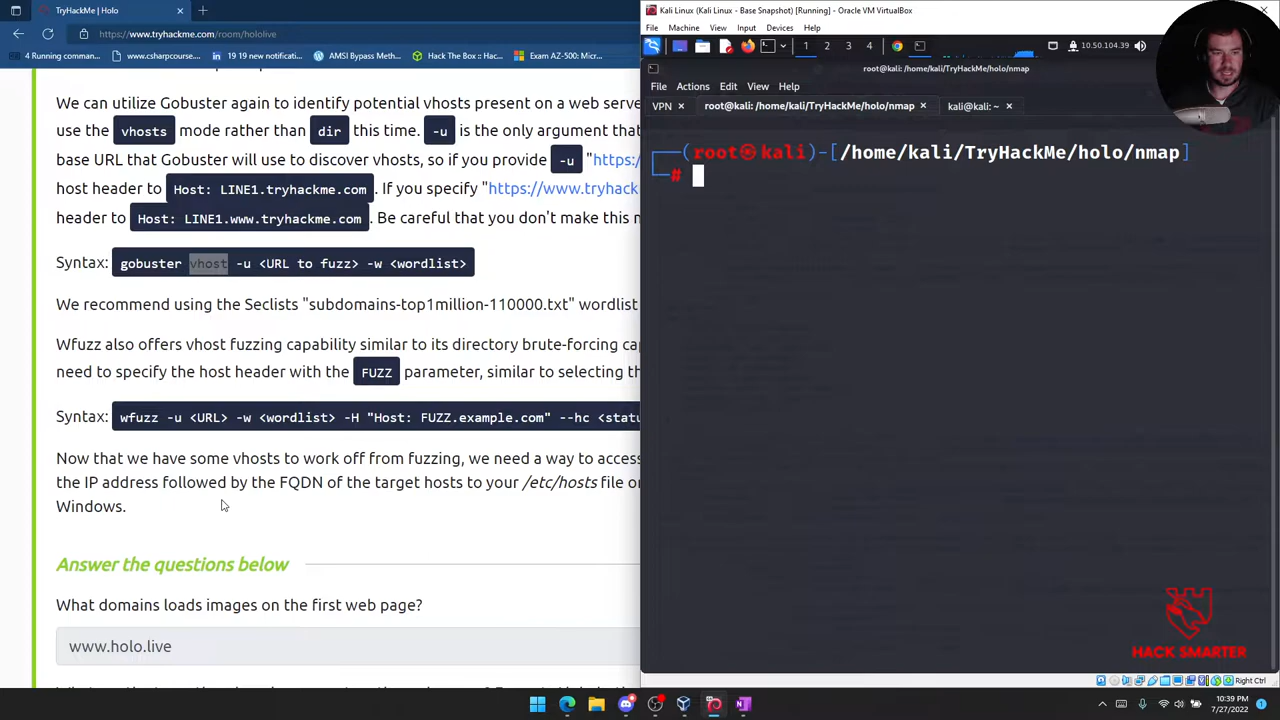 TryHackMe | Holo
https://www.tryhackme.com/room/hololive
4 Running comman...
www.csharpcourse....
19 19 new notificati...
AMSI Bypass Meth...
Hack The Box :: Hac...
Exam AZ-500: Micr...
We can utilize Gobuster again to identify potential vhosts present on a web serve
use the vhosts mode rather than dir this time. -u is the only argument that
base URL that Gobuster will use to discover vhosts, so if you provide -u "https:/
host header to Host: LINE1.tryhackme.com. If you specify "https://www.tryhack
header to Host: LINE1.www.tryhackme.com. Be careful that you don't make this m
Syntax: gobuster vhost -u <URL to fuzz> -w <wordlist>
We recommend using the Seclists "subdomains-top1million-110000.txt" wordlist.
Wfuzz also offers vhost fuzzing capability similar to its directory brute-forcing cap
need to specify the host header with the FUZZ parameter, similar to selecting th
Syntax: wfuzz -u <URL> -w <wordlist> -H "Host: FUZZ.example.com" --hc <statu
Now that we have some vhosts to work off from fuzzing, we need a way to access
the IP address followed by the FQDN of the target hosts to your /etc/hosts file or
Windows.
Answer the questions below
What domains loads images on the first web page?
www.holo.live
Kali Linux (Kali Linux - Base Snapshot) [Running] - Oracle VM VirtualBox
File Machine View Input Devices Help
1 2 3 4
10.50.104.39
root@kali: /home/kali/TryHackMe/holo/nmap
File Actions Edit View Help
VPN
root@kali: /home/kali/TryHackMe/holo/nmap
kali@kali: ~
(root㉿kali)-[/home/kali/TryHackMe/holo/nmap]
#
HACK SMARTER
Right Ctrl
10:39 PM
7/27/2022